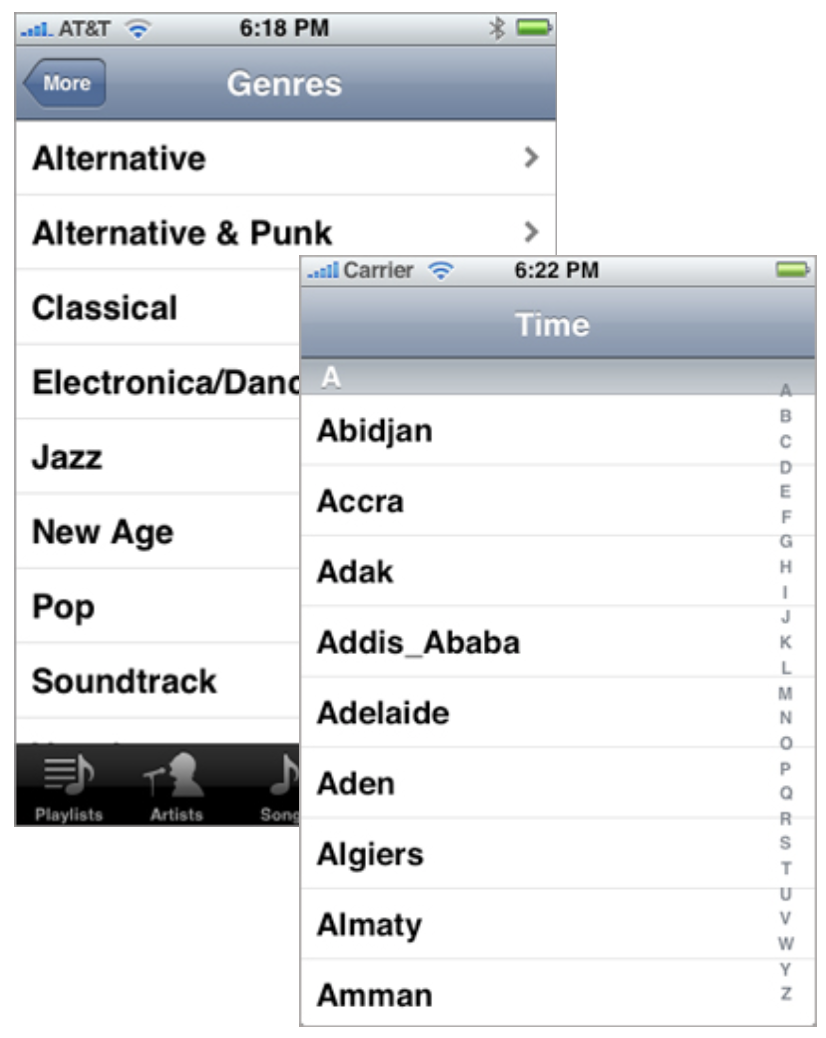 AT&T 6:18 PM
More Genres
Alternative
Alternative & Punk
Classical
Electronica/Danc
Jazz
New Age
Pop
Soundtrack
Playlists Artists Song
Carrier 6:22 PM
Time
A
Abidjan
Accra
Adak
Addis_Ababa
Adelaide
Aden
Algiers
Almaty
Amman
A
B
C
D
E
F
G
H
I
J
K
L
M
N
O
P
Q
R
S
T
U
V
W
Y
Z